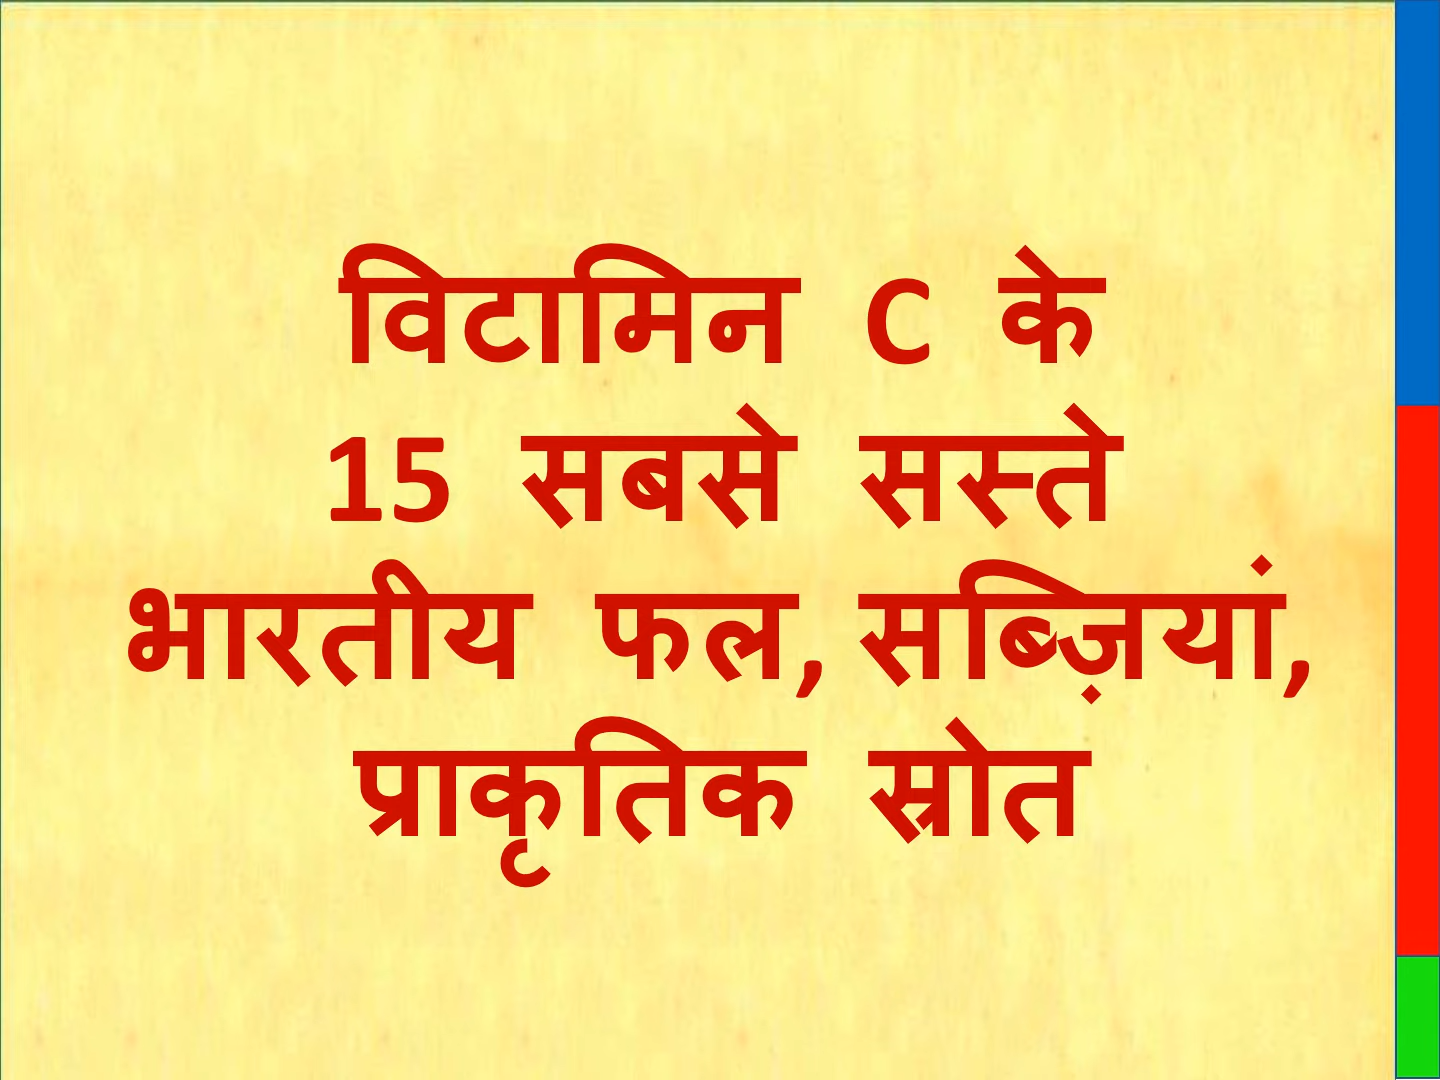 विटामिन C के
15 सबसे सस्ते
भारतीय फल, सब्ज़ियां,
प्राकृतिक स्रोत